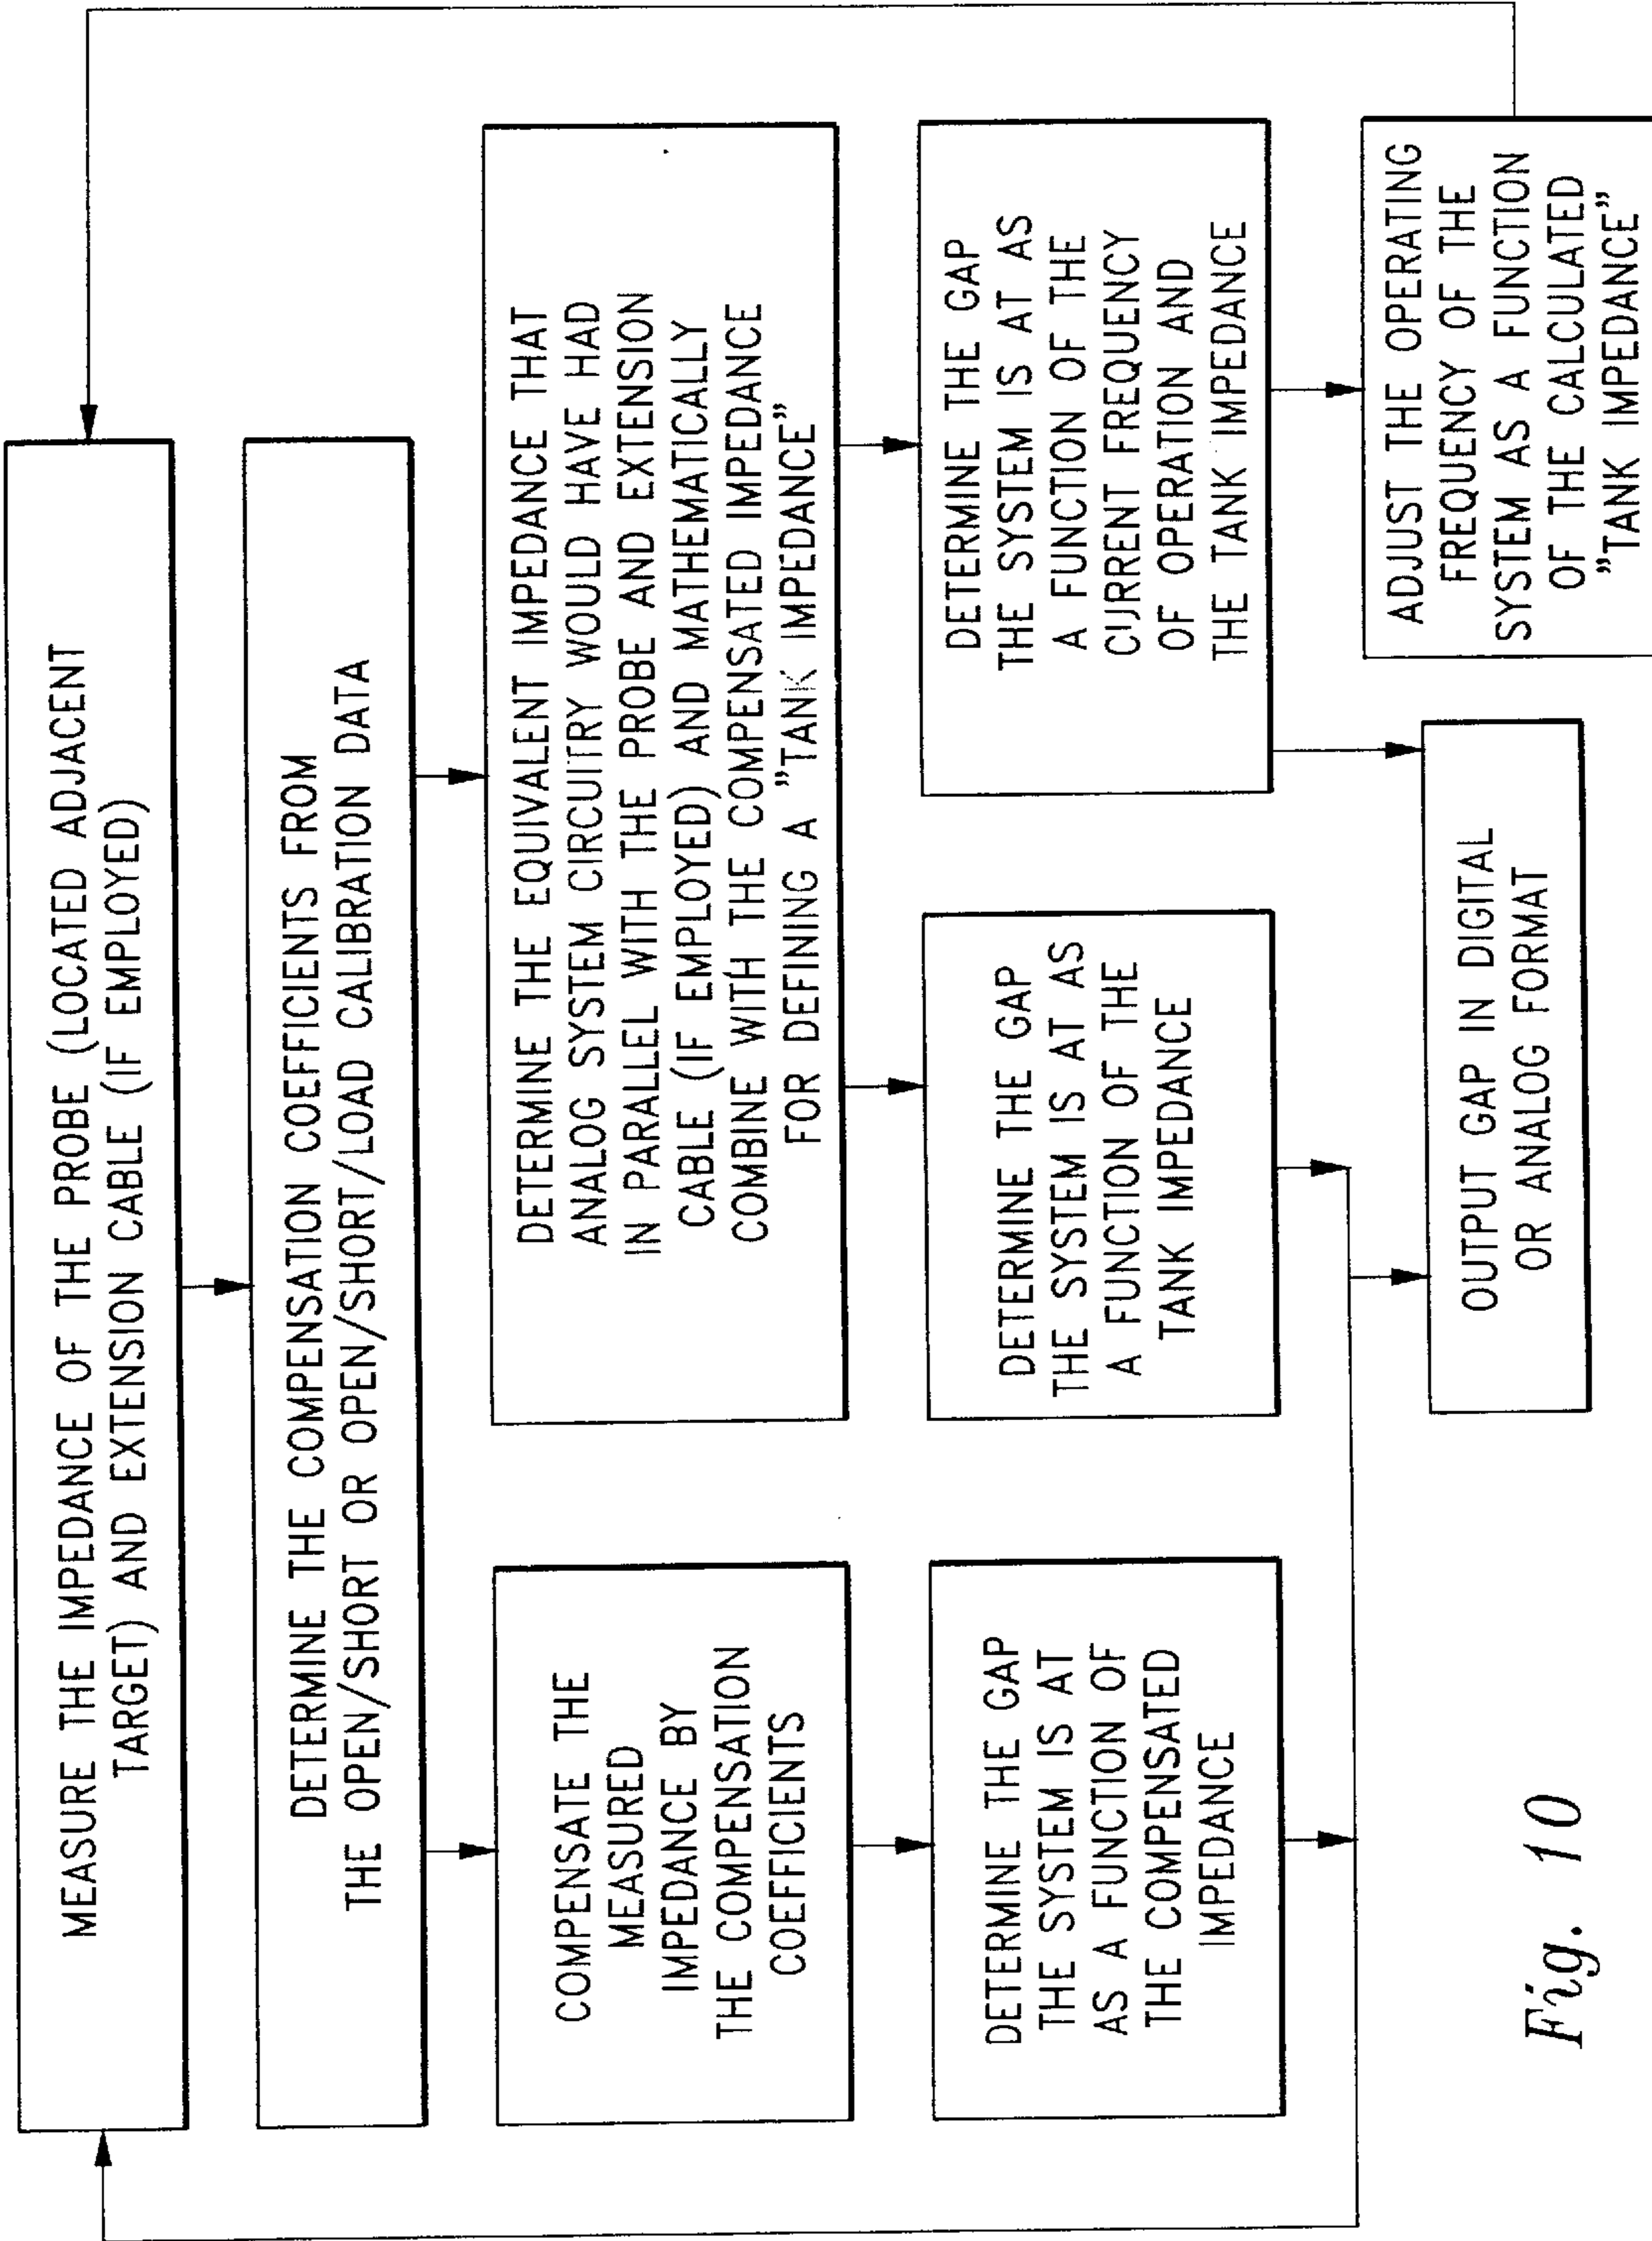 MEASURE THE IMPEDANCE OF THE PROBE (LOCATED ADJACENT
TARGET) AND EXTENSION CABLE (IF EMPLOYED)
DETERMINE THE COMPENSATION COEFFICIENTS FROM
THE OPEN/SHORT OR OPEN/SHORT/LOAD CALIBRATION DATA
COMPENSATE THE
MEASURED
IMPEDANCE BY
THE COMPENSATION
COEFFICIENTS
DETERMINE THE EQUIVALENT IMPEDANCE THAT
ANALOG SYSTEM CIRCUITRY WOULD HAVE HAD
IN PARALLEL WITH THE PROBE AND EXTENSION
CABLE (IF EMPLOYED) AND MATHEMATICALLY
COMBINE WITH THE COMPENSATED IMPEDANCE
FOR DEFINING A "TANK IMPEDANCE"
DETERMINE THE GAP
THE SYSTEM IS AT
AS A FUNCTION OF
THE COMPENSATED
IMPEDANCE
DETERMINE THE GAP
THE SYSTEM IS AT AS
A FUNCTION OF THE
TANK IMPEDANCE
DETERMINE THE GAP
THE SYSTEM IS AT AS
A FUNCTION OF THE
CURRENT FREQUENCY
OF OPERATION AND
THE TANK IMPEDANCE
OUTPUT GAP IN DIGITAL
OR ANALOG FORMAT
ADJUST THE OPERATING
FREQUENCY OF THE
SYSTEM AS A FUNCTION
OF THE CALCULATED
"TANK IMPEDANCE"
Fig. 10